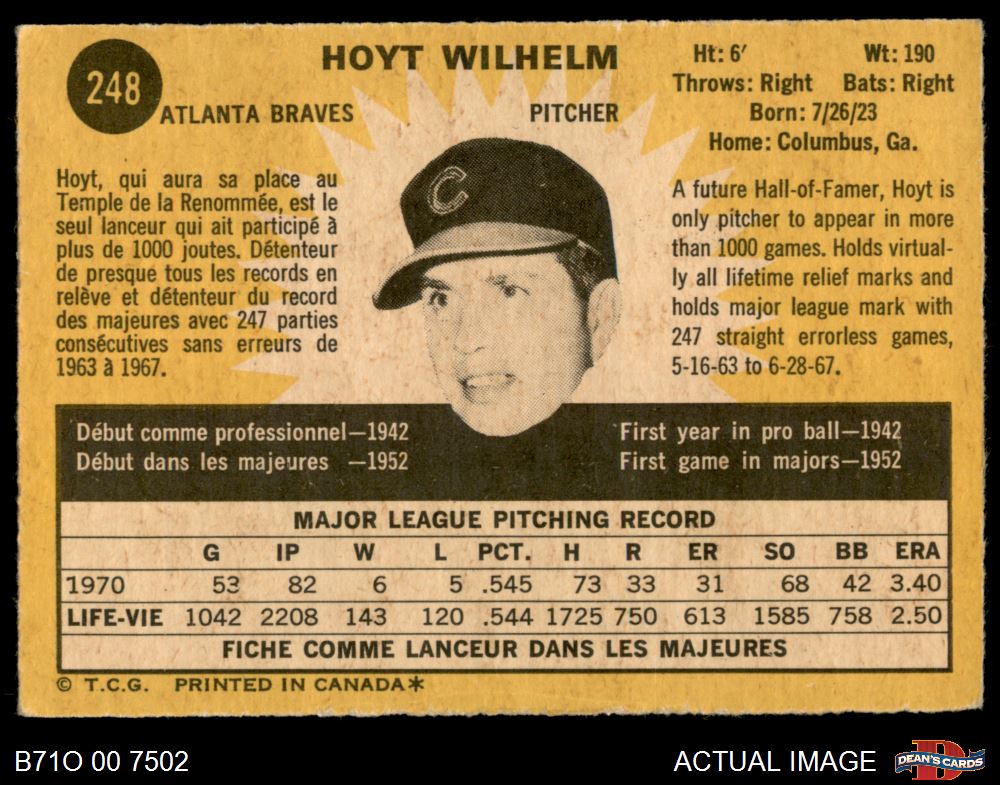 248
HOYT WILHELM
ATLANTA BRAVES
PITCHER
Ht: 6′ Wt: 190
Throws: Right Bats: Right
Born: 7/26/23
Home: Columbus, Ga.
Hoyt, qui aura sa place au
Temple de la Renommée, est le
seul lanceur qui ait participé à
plus de 1000 joutes. Détenteur
de presque tous les records en
relève et détenteur du record
des majeures avec 247 parties
consécutives sans erreurs de
1963 à 1967.
C
A future Hall-of-Famer, Hoyt is
only pitcher to appear in more
than 1000 games. Holds virtual-
ly all lifetime relief marks and
holds major league mark with
247 straight errorless games,
5-16-63 to 6-28-67.
Début comme professionnel—1942
Début dans les majeures —1952
First year in pro ball—1942
First game in majors—1952
MAJOR LEAGUE PITCHING RECORD
G IP W L PCT. H R ER SO BB ERA
1970 53 82 6 5 .545 73 33 31 68 42 3.40
LIFE-VIE 1042 2208 143 120 .544 1725 750 613 1585 758 2.50
FICHE COMME LANCEUR DANS LES MAJEURES
© T.C.G. PRINTED IN CANADA*
B71O 00 7502
ACTUAL IMAGE
D
DEAN'S CARDS